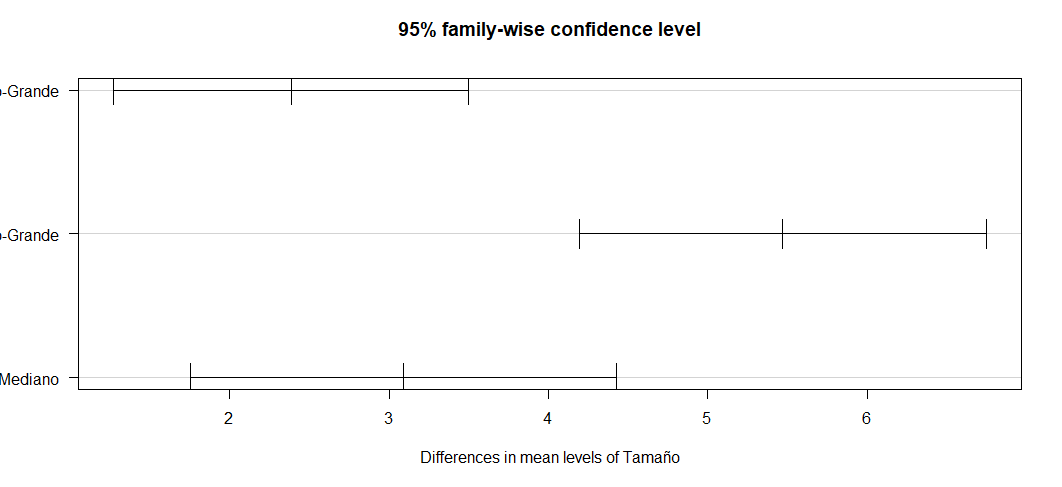 95% family-wise confidence level
o-Grande
o-Grande
Mediano
2 3 4 5 6
Differences in mean levels of Tamaño